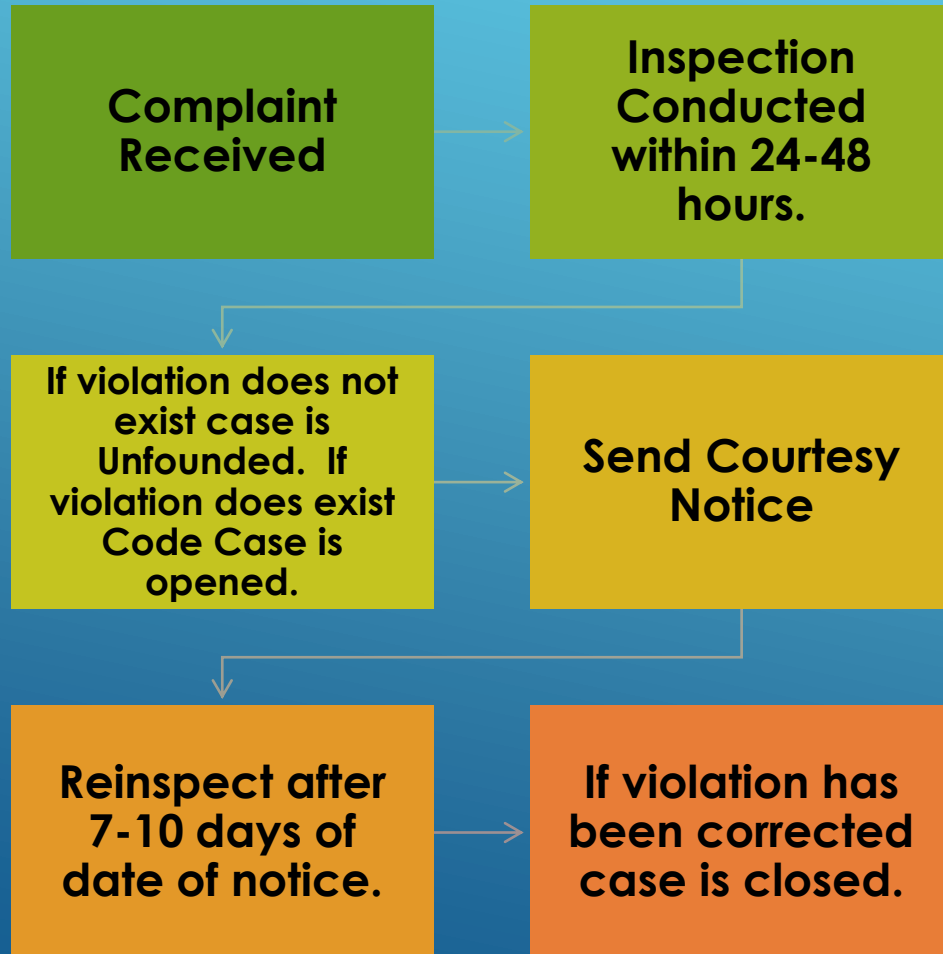 Complaint
Received
Inspection
Conducted
within 24-48
hours.
If violation does not
exist case is
Unfounded.  If
violation does exist
Code Case is
opened.
Send Courtesy
Notice
Reinspect after
7-10 days of
date of notice.
If violation has
been corrected
case is closed.